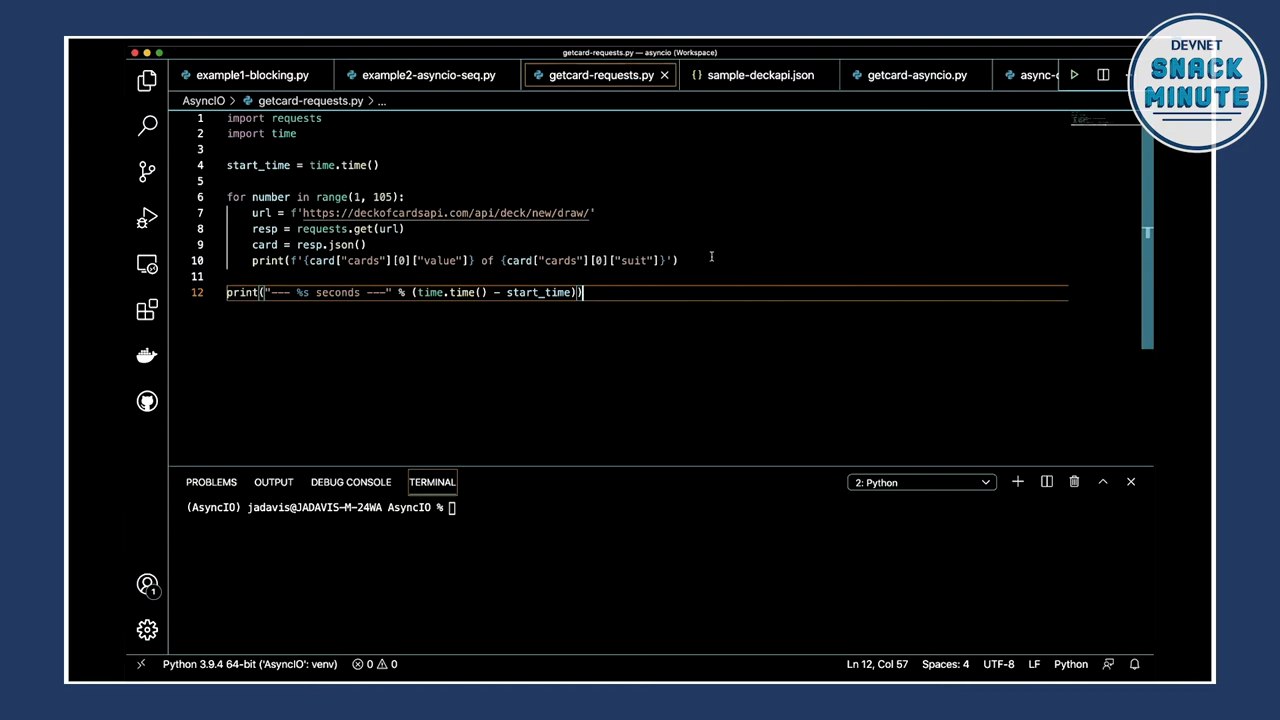 DEVNET
SNACK
MINUTE
getcard-requests.py — asyncio (Workspace)
example1-blocking.py
example2-asyncio-seq.py
getcard-requests.py
{} sample-deckapi.json
getcard-asyncio.py
async-c
AsyncIO > getcard-requests.py > ...
1 import requests
2 import time
3
4 start_time = time.time()
5
6 for number in range(1, 105):
7 url = f'https://deckofcardsapi.com/api/deck/new/draw/'
8 resp = requests.get(url)
9 card = resp.json()
10 print(f'{card["cards"][0]["value"]} of {card["cards"][0]["suit"]}')
11
12 print("--- %s seconds ---" % (time.time() - start_time))
PROBLEMS OUTPUT DEBUG CONSOLE TERMINAL
2: Python
(AsyncIO) jadavis@JADAVIS-M-24WA AsyncIO %
1
Python 3.9.4 64-bit ('AsyncIO': venv) 0 0
Ln 12, Col 57 Spaces: 4 UTF-8 LF Python